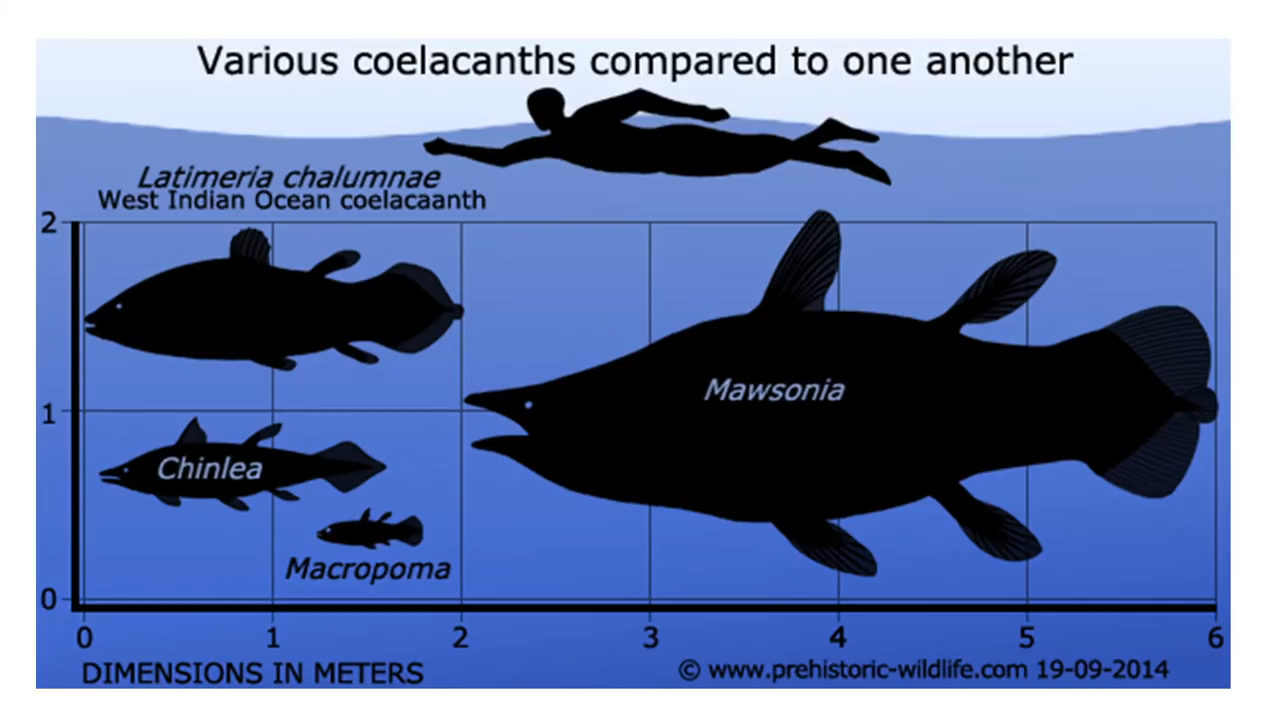 Various coelacanths compared to one another
Latimeria chalumnae
West Indian Ocean coelacaanth
2
Mawsonia
1
Chinlea
Macropoma
0
0 1 2 3 4 5 6
DIMENSIONS IN METERS
© www.prehistoric-wildlife.com 19-09-2014